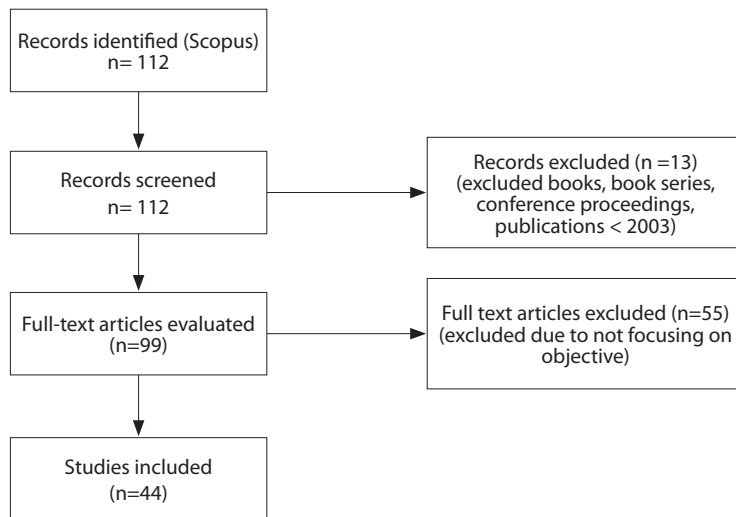 Records identified (Scopus)
n= 112
Records screened
n= 112
Records excluded (n =13)
(excluded books, book series,
conference proceedings,
publications < 2003)
Full-text articles evaluated
(n=99)
Full text articles excluded (n=55)
(excluded due to not focusing on
objective)
Studies included
(n=44)